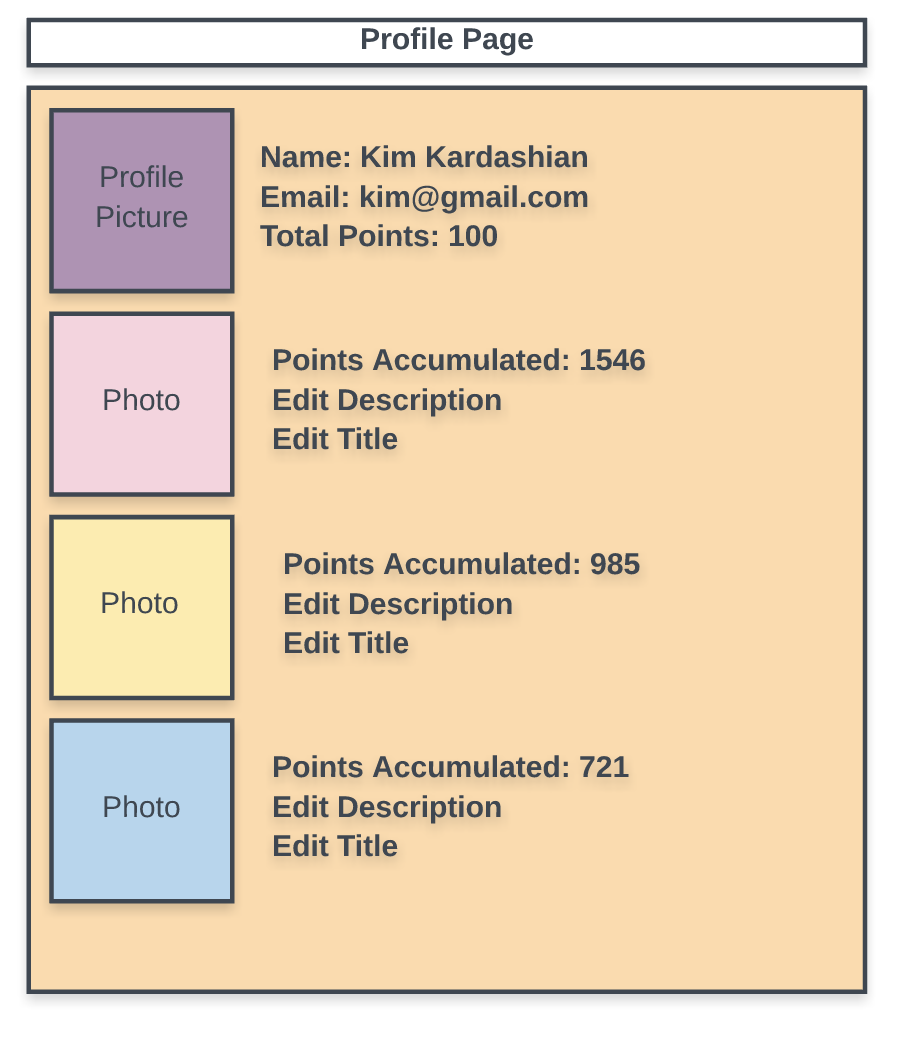 Profile Page
Profile
Picture
Name: Kim Kardashian
Email: kim@gmail.com
Total Points: 100
Photo
Points Accumulated: 1546
Edit Description
Edit Title
Photo
Points Accumulated: 985
Edit Description
Edit Title
Photo
Points Accumulated: 721
Edit Description
Edit Title